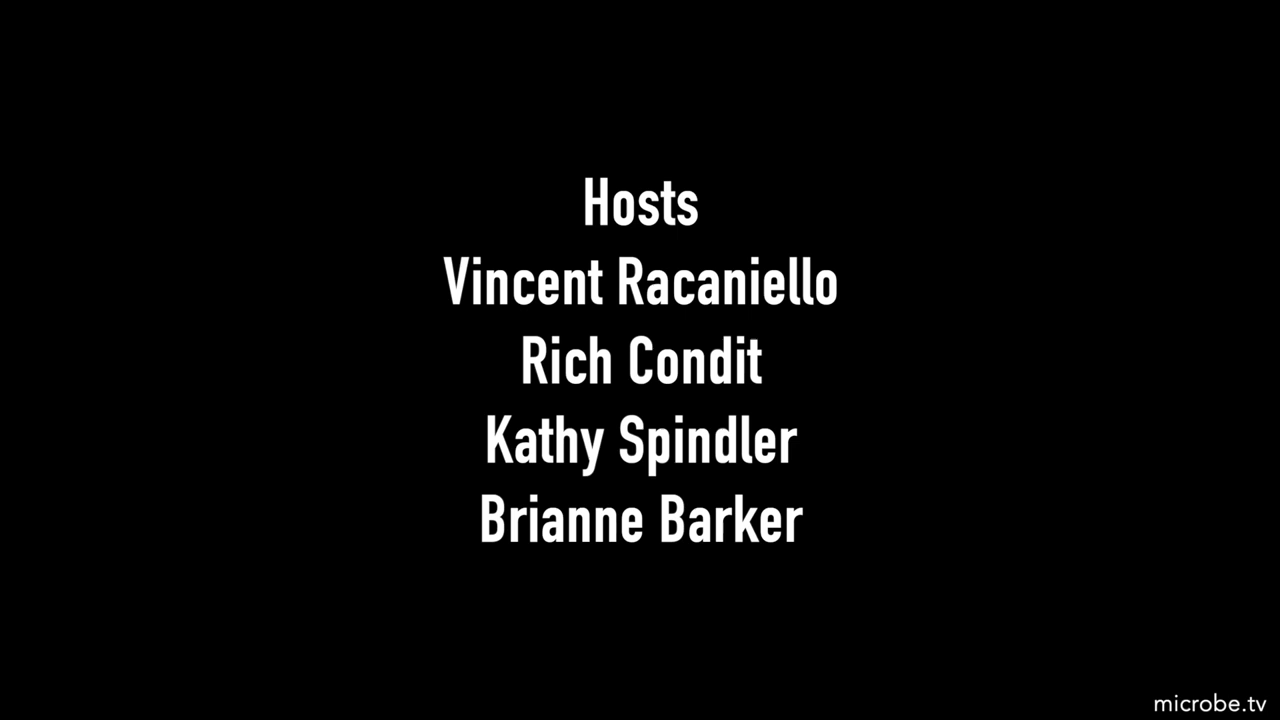 Hosts
Vincent Racaniello
Rich Condit
Kathy Spindler
Brianne Barker
microbe.tv